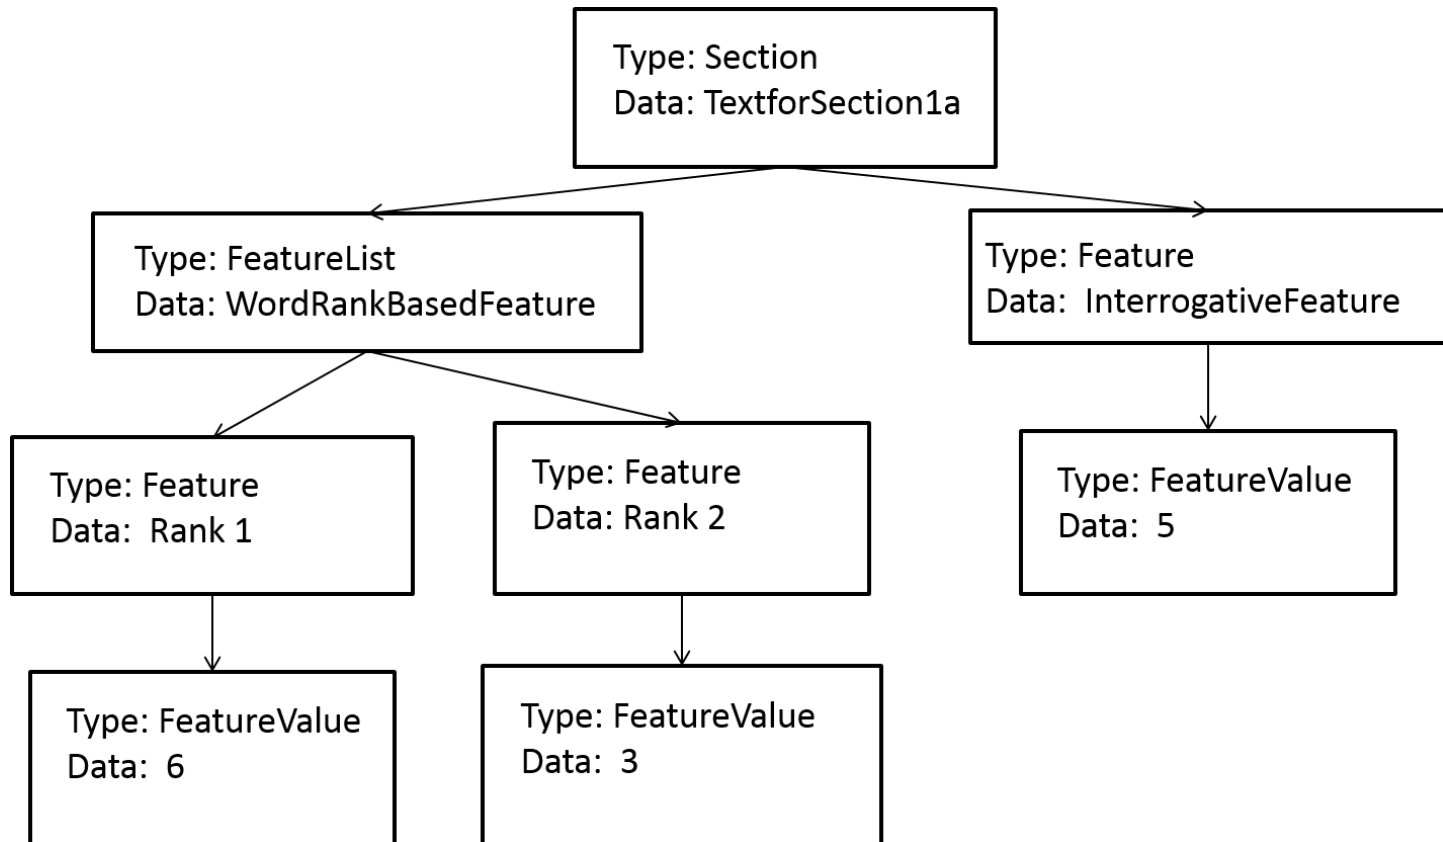 Type: Section
Data: TextforSection1a
Type: FeatureList
Data: WordRankBasedFeature
Type: Feature
Data:  InterrogativeFeature
Type: Feature
Data:  Rank 1
Type: Feature
Data: Rank 2
Type: FeatureValue
Data:  5
Type: FeatureValue
Data:  6
Type: FeatureValue
Data:  3